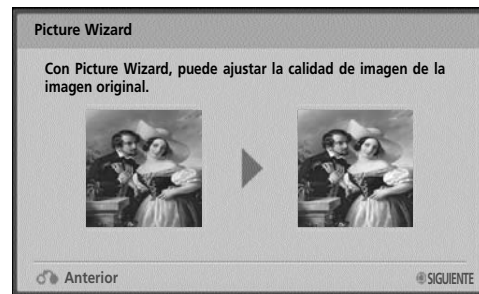 Picture Wizard
Con Picture Wizard, puede ajustar la calidad de imagen de la
imagen original.
Anterior
SIGUIENTE